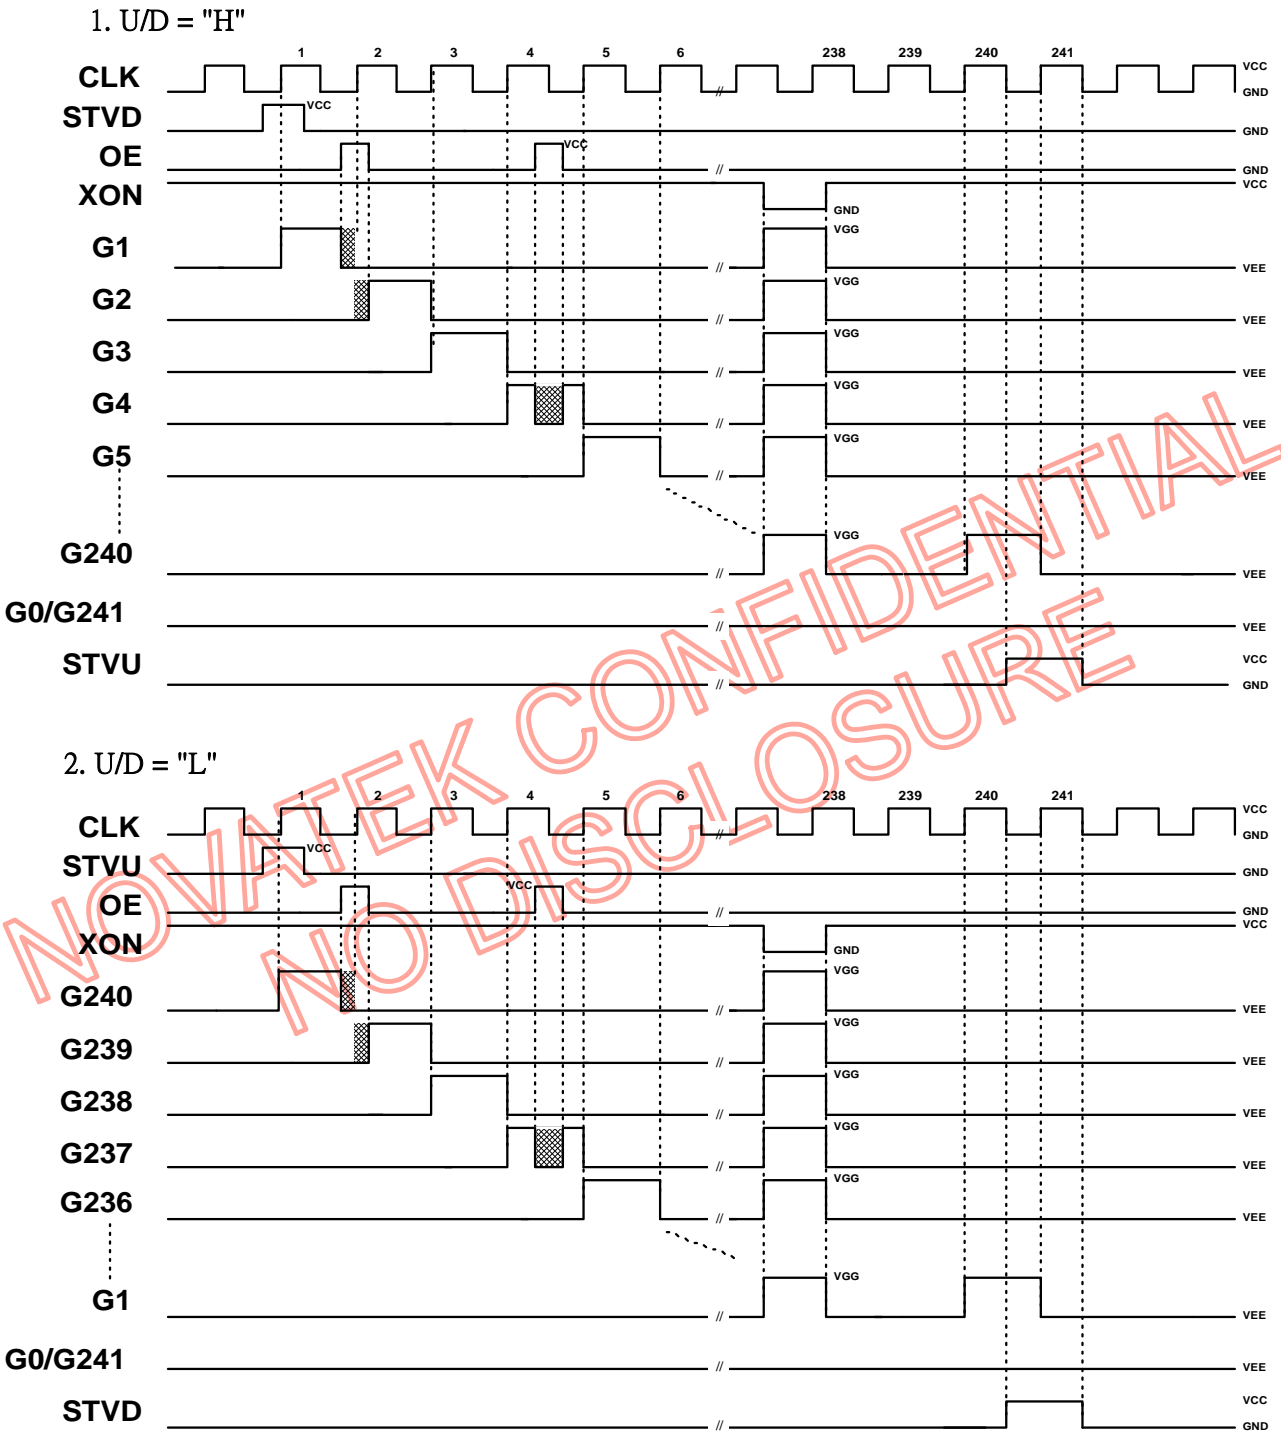 1. U/D = "H"
1 2 3 4 5 6 238 239 240 241
CLK VCC GND
STVD VCC GND
OE VCC GND
XON VCC GND
G1 VGG VEE
G2 VGG VEE
G3 VGG VEE
G4 VGG VEE
G5 VGG VEE
G240 VGG VEE
G0/G241 VEE
STVU VCC GND
NOVATEK CONFIDENTIAL
NO DISCLOSURE
2. U/D = "L"
1 2 3 4 5 6 238 239 240 241
CLK VCC GND
STVU VCC GND
OE VCC GND
XON VCC GND
G240 VGG VEE
G239 VGG VEE
G238 VGG VEE
G237 VGG VEE
G236 VGG VEE
G1 VGG VEE
G0/G241 VEE
STVD VCC GND